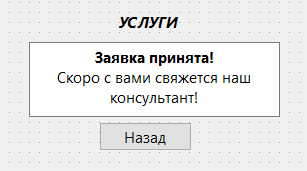 УСЛУГИ
Заявка принята!
Скоро с вами свяжется наш
консультант!
Назад